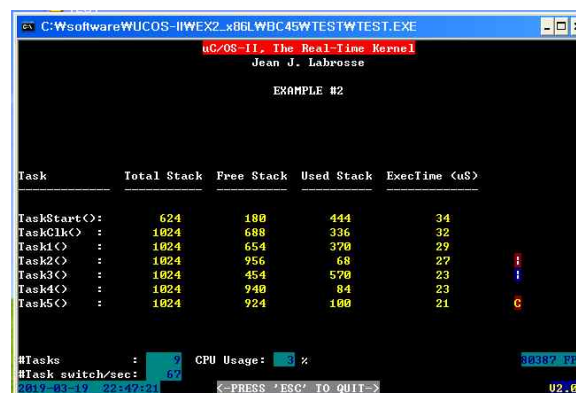 C:₩software₩UCOS-II₩EX2_x86L₩BC45₩TEST₩TEST.EXE
uC/OS-II, The Real-Time Kernel
Jean J. Labrosse
EXAMPLE #2
Task Total Stack Free Stack Used Stack ExecTime (uS)
TaskStart(): 624 180 444 34
TaskClk() : 1024 688 336 32
Task1() : 1024 654 370 29
Task2() : 1024 956 68 27
Task3() : 1024 454 570 23
Task4() : 1024 940 84 23
Task5() : 1024 924 100 21 C
#Tasks : 9 CPU Usage: 3 % 80387 FP
#Task switch/sec: 67
2019-03-19 22:47:21 <-PRESS 'ESC' TO QUIT-> V2.0